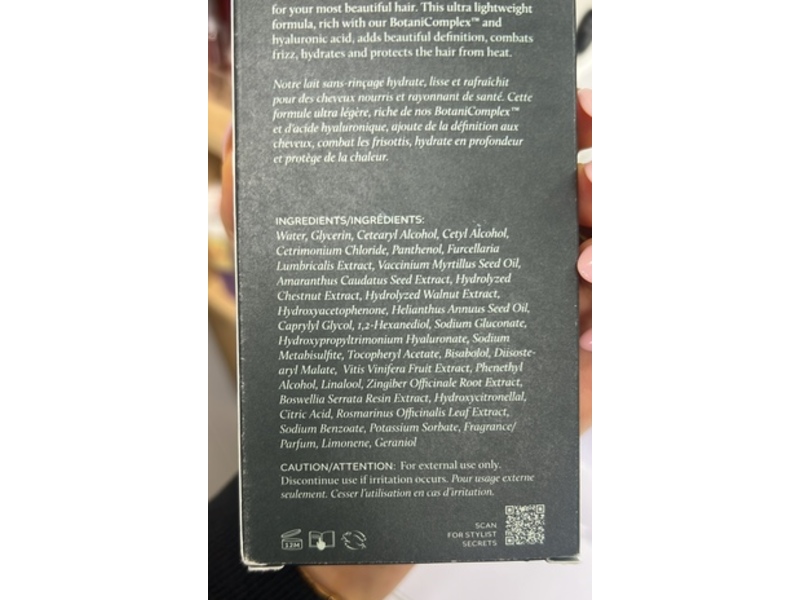 for your most beautiful hair. This ultra lightweight
formula, rich with our BotaniComplex™ and
hyaluronic acid, adds beautiful definition, combats
frizz, hydrates and protects the hair from heat.
Notre lait sans-rinçage hydrate, lisse et rafraîchit
pour des cheveux nourris et rayonnant de santé. Cette
formule ultra légère, riche de nos BotaniComplex™
et d'acide hyaluronique, ajoute de la définition aux
cheveux, combat les frisottis, hydrate en profondeur
et protège de la chaleur.
INGREDIENTS/INGRÉDIENTS:
Water, Glycerin, Cetearyl Alcohol, Cetyl Alcohol,
Cetrimonium Chloride, Panthenol, Furcellaria
Lumbricalis Extract, Vaccinium Myrtillus Seed Oil,
Amaranthus Caudatus Seed Extract, Hydrolyzed
Chestnut Extract, Hydrolyzed Walnut Extract,
Hydroxyacetophenone, Helianthus Annuus Seed Oil,
Caprylyl Glycol, 1,2-Hexanediol, Sodium Gluconate,
Hydroxypropyltrimonium Hyaluronate, Sodium
Metabisulfite, Tocopheryl Acetate, Bisabolol, Diisoste-
aryl Malate, Vitis Vinifera Fruit Extract, Phenethyl
Alcohol, Linalool, Zingiber Officinale Root Extract,
Boswellia Serrata Resin Extract, Hydroxycitronellal,
Citric Acid, Rosmarinus Officinalis Leaf Extract,
Sodium Benzoate, Potassium Sorbate, Fragrance/
Parfum, Limonene, Geraniol
CAUTION/ATTENTION: For external use only.
Discontinue use if irritation occurs. Pour usage externe
seulement. Cesser l'utilisation en cas d'irritation.
12M
SCAN
FOR STYLIST
SECRETS